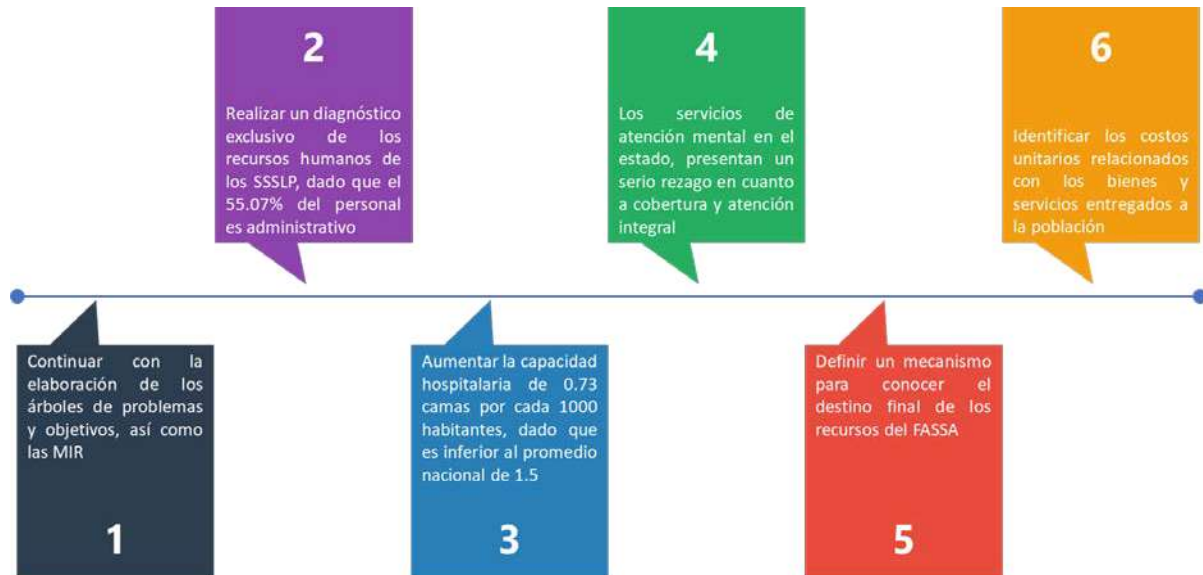 1
Continuar con la
elaboración de los
árboles de problemas
y objetivos, así como
las MIR
2
Realizar un diagnóstico
exclusivo de los
recursos humanos de
los SSSLP, dado que el
55.07% del personal
es administrativo
3
Aumentar la capacidad
hospitalaria de 0.73
camas por cada 1000
habitantes, dado que
es inferior al promedio
nacional de 1.5
4
Los servicios de
atención mental en el
estado, presentan un
serio rezago en cuanto
a cobertura y atención
integral
5
Definir un mecanismo
para conocer el
destino final de los
recursos del FASSA
6
Identificar los costos
unitarios relacionados
con los bienes y
servicios entregados a
la población